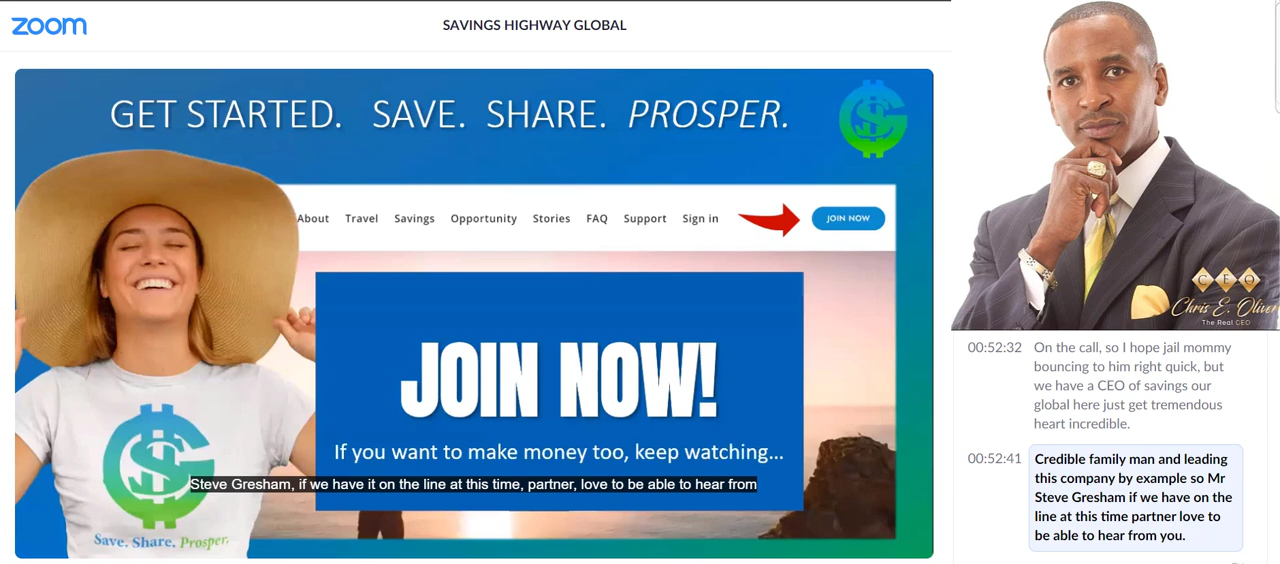 zoom
SAVINGS HIGHWAY GLOBAL
GET STARTED. SAVE. SHARE. PROSPER.
About Travel Savings Opportunity Stories FAQ Support Sign in JOIN NOW
JOIN NOW!
If you want to make money too, keep watching...
Steve Gresham, if we have it on the line at this time, partner, love to be able to hear from
Save. Share. Prosper.
CEO
Chris E. Oliver
The Real CEO
00:52:32 On the call, so I hope jail mommy
bouncing to him right quick, but
we have a CEO of savings our
global here just get tremendous
heart incredible.
00:52:41 Credible family man and leading
this company by example so Mr
Steve Gresham if we have on the
line at this time partner love to
be able to hear from you.